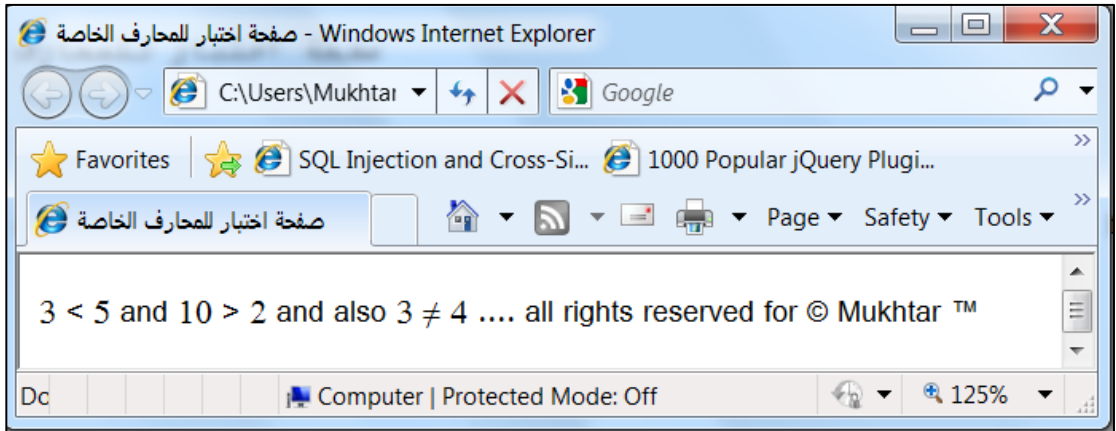 صفحة اختبار للمحارف الخاصة - Windows Internet Explorer
C:\Users\Mukhtar
Google
Favorites SQL Injection and Cross-Si... 1000 Popular jQuery Plugi...
صفحة اختبار للمحارف الخاصة Page Safety Tools
3 < 5 and 10 > 2 and also 3 ≠ 4 .... all rights reserved for © Mukhtar ™
Do Computer | Protected Mode: Off 125%